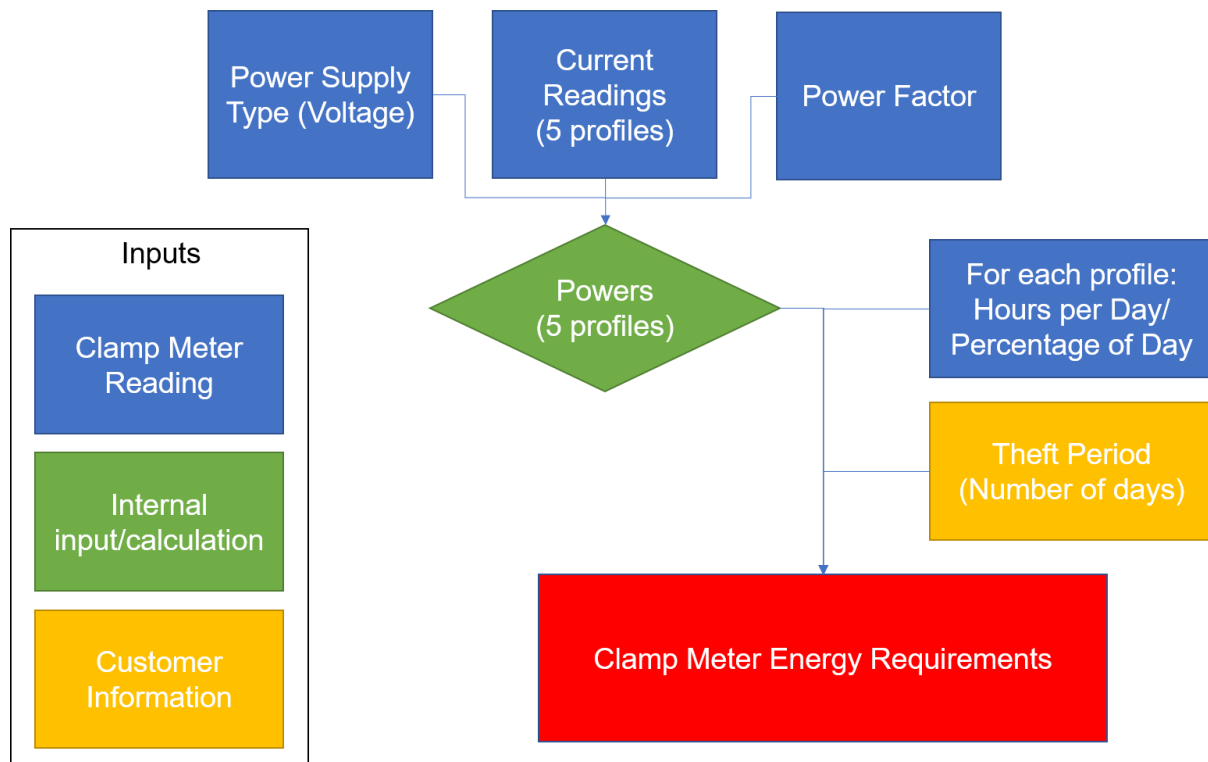 Power Supply
Type (Voltage)
Current
Readings
(5 profiles)
Power Factor
Inputs
Clamp Meter
Reading
Internal
input/calculation
Customer
Information
Powers
(5 profiles)
For each profile:
Hours per Day/
Percentage of Day
Theft Period
(Number of days)
Clamp Meter Energy Requirements